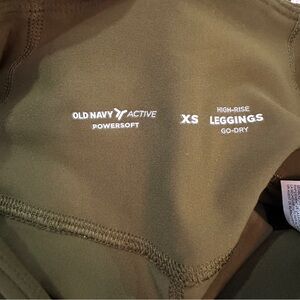 OLD NAVY ACTIVE
POWERSOFT
XS
HIGH-RISE
LEGGINGS
GO-DRY